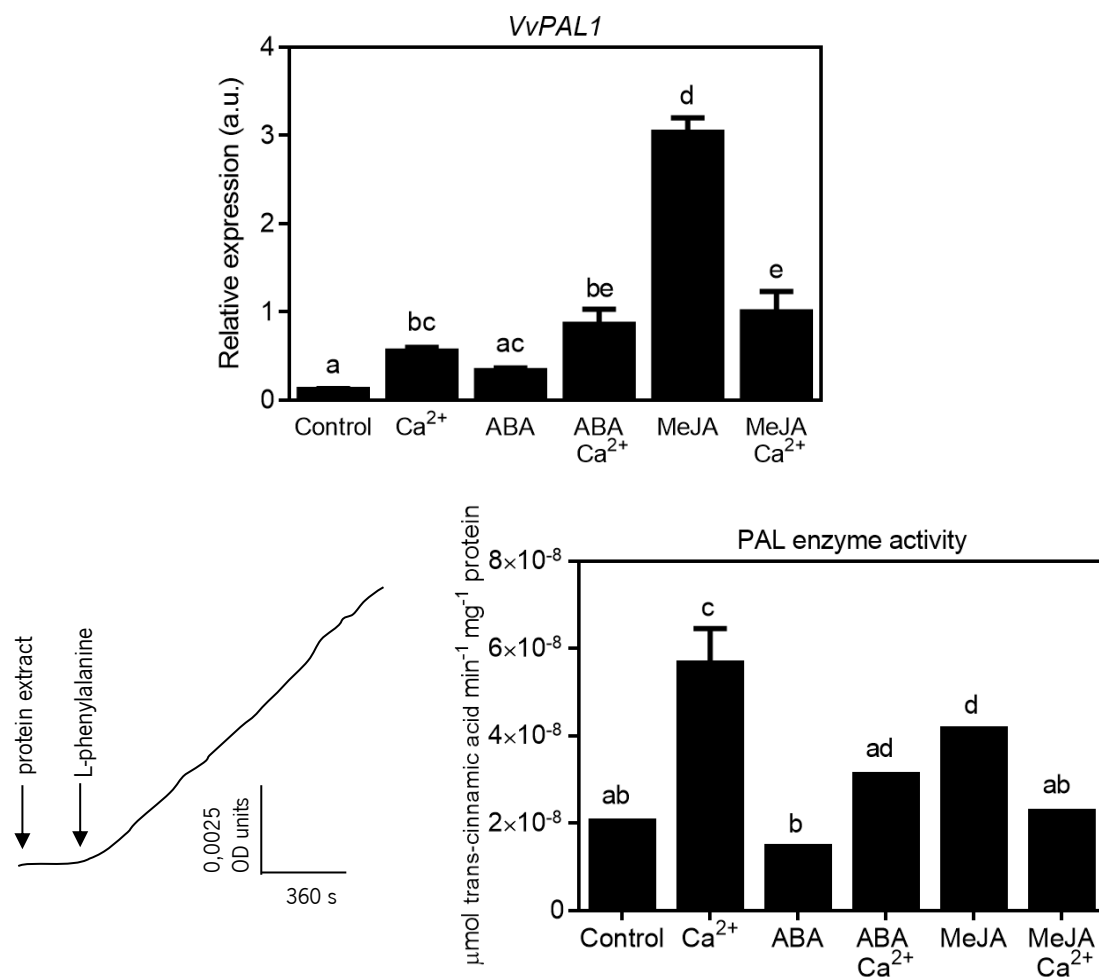 VvPAL1
Relative expression (a.u.)
4
3
2
1
0
a
bc
ac
be
d
e
Control
Ca²⁺
ABA
ABA
Ca²⁺
MeJA
MeJA
Ca²⁺
protein extract
L-phenylalanine
0,0025
OD units
360 s
PAL enzyme activity
μmol trans-cinnamic acid min⁻¹ mg⁻¹ protein
8×10⁻⁸
6×10⁻⁸
4×10⁻⁸
2×10⁻⁸
0
ab
c
b
ad
d
ab
Control
Ca²⁺
ABA
ABA
Ca²⁺
MeJA
MeJA
Ca²⁺